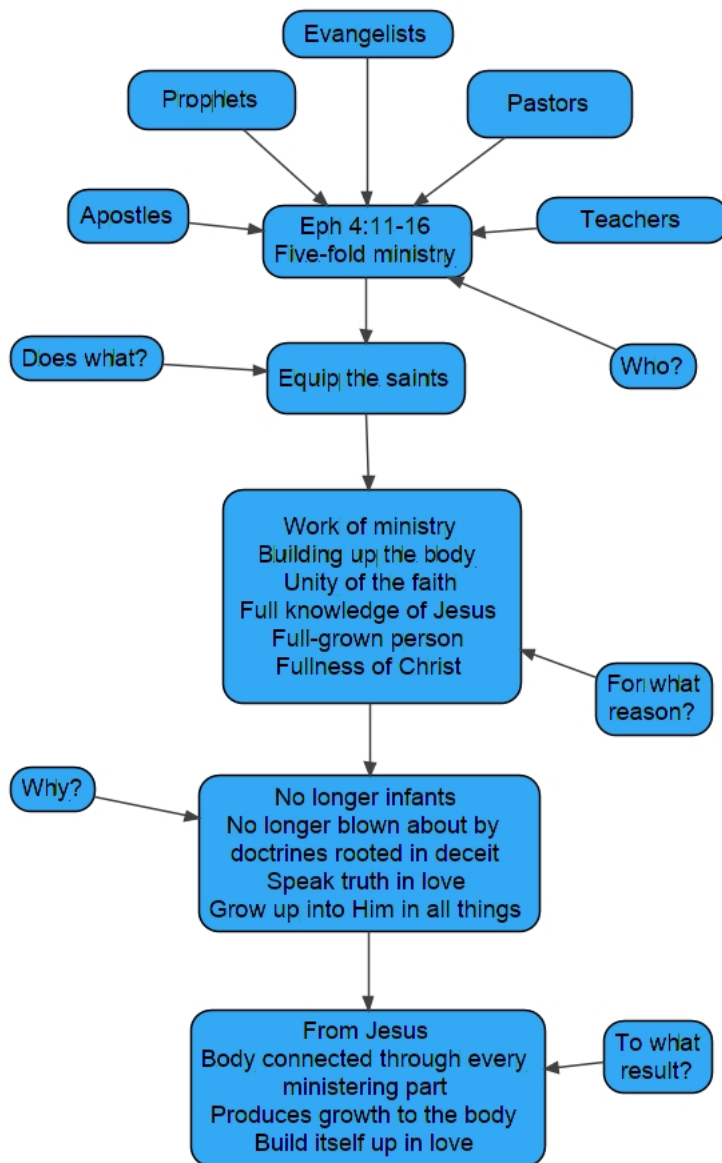 Evangelists
Prophets
Pastors
Apostles
Eph 4:11-16
Five-fold ministry
Teachers
Does what?
Equip the saints
Who?
Work of ministry
Building up the body
Unity of the faith
Full knowledge of Jesus
Full-grown person
Fullness of Christ
For what
reason?
Why?
No longer infants
No longer blown about by
doctrines rooted in deceit
Speak truth in love
Grow up into Him in all things
From Jesus
Body connected through every
ministering part
Produces growth to the body
Build itself up in love
To what
result?